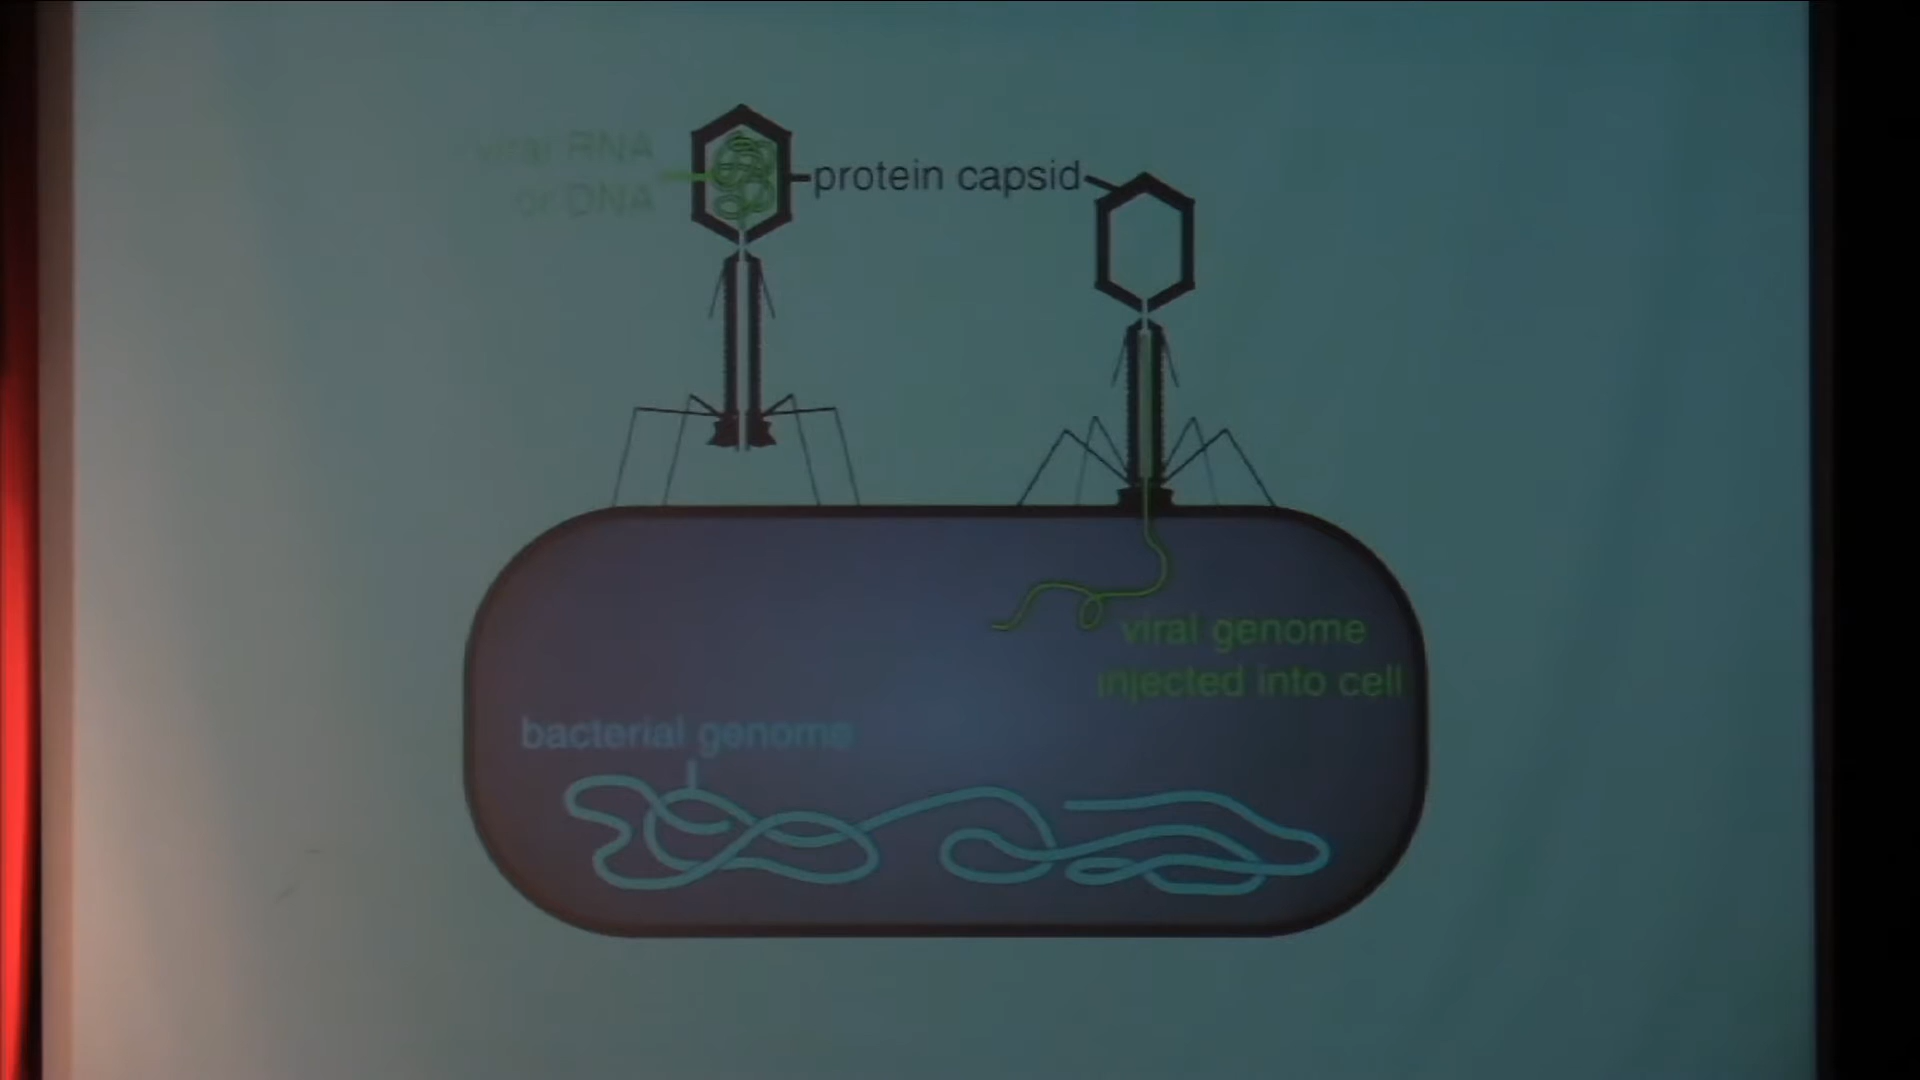 viral RNA
or DNA
protein capsid
viral genome
injected into cell
bacterial genome